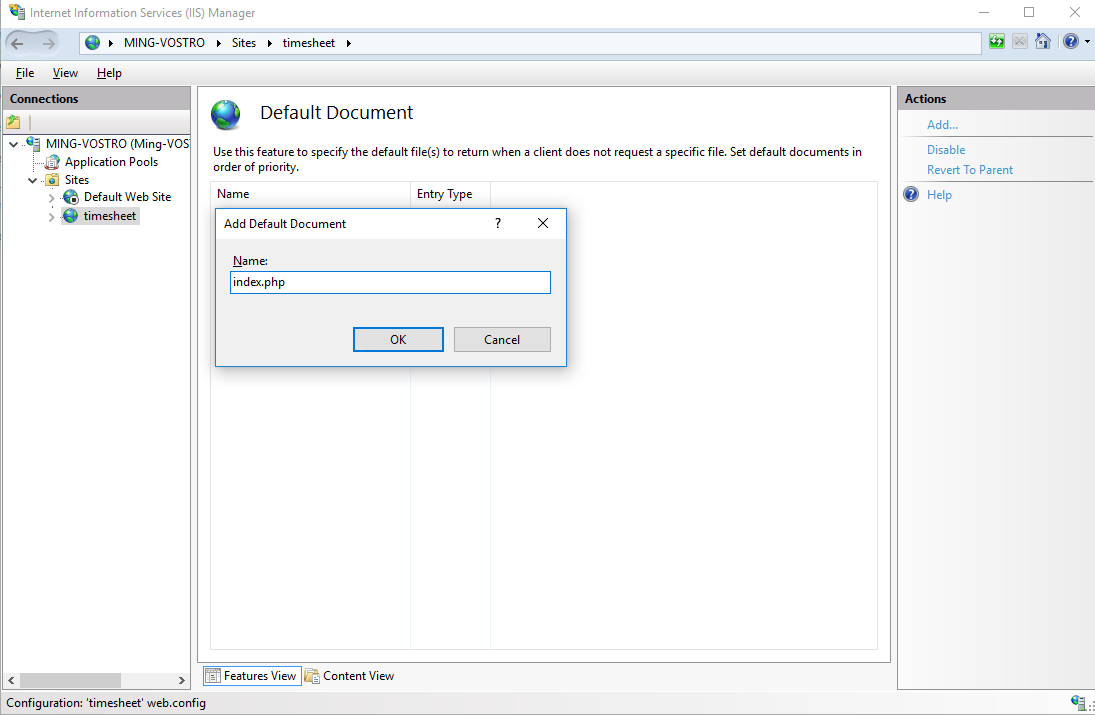 Internet Information Services (IIS) Manager
MING-VOSTRO Sites timesheet
File View Help
Connections
MING-VOSTRO (Ming-VOS
Application Pools
Sites
Default Web Site
timesheet
Default Document
Use this feature to specify the default file(s) to return when a client does not request a specific file. Set default documents in
order of priority.
Name Entry Type
Add Default Document ?
Name:
index.php
OK Cancel
Features View Content View
Actions
Add...
Disable
Revert To Parent
Help
Configuration: 'timesheet' web.config